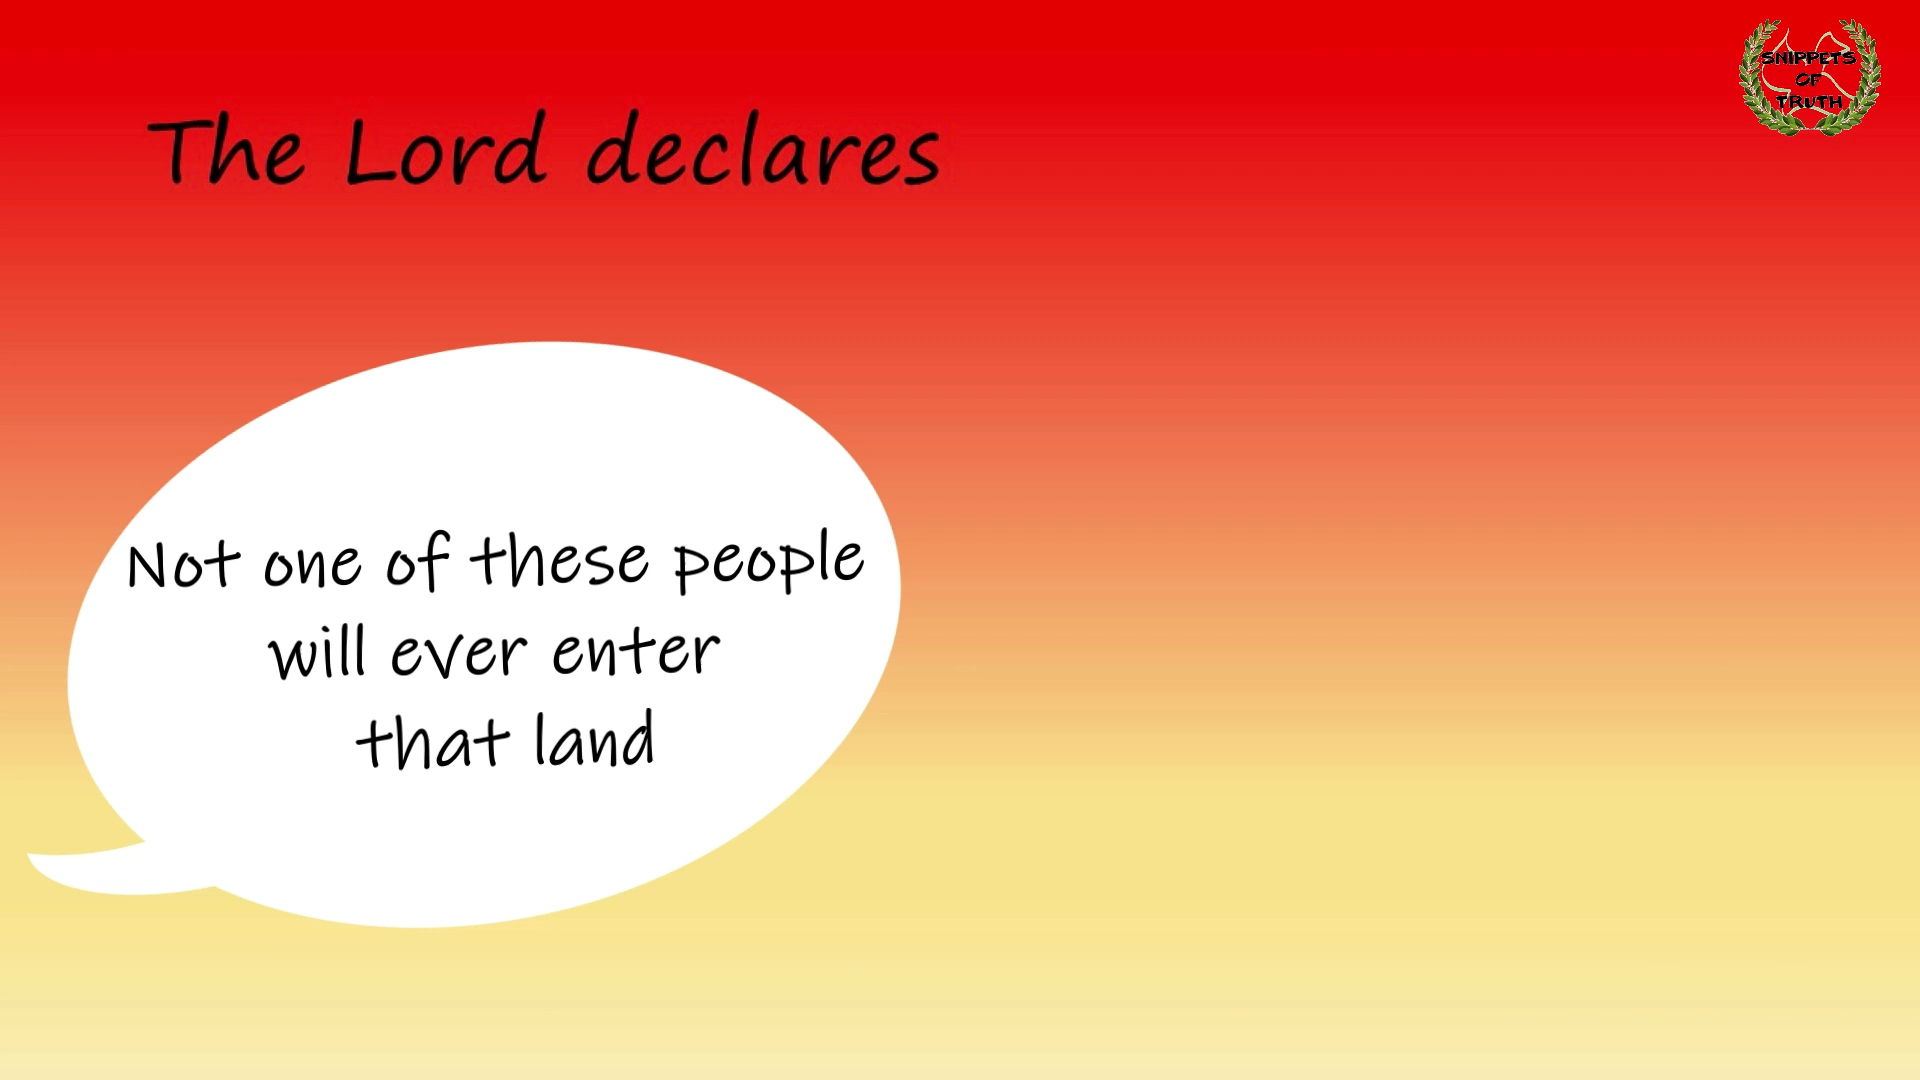 SNIPPETS
OF
TRUTH
The Lord declares
Not one of these people
will ever enter
that land